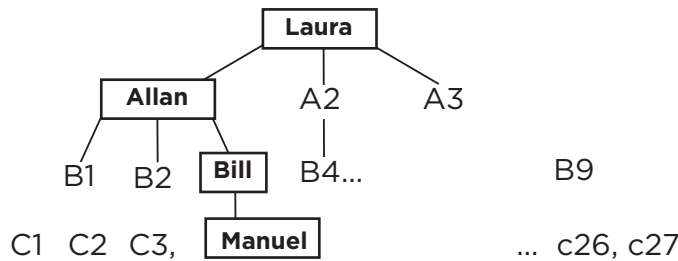 Laura
Allan A2 A3
B1 B2 Bill B4... B9
C1 C2 C3, Manuel ... c26, c27